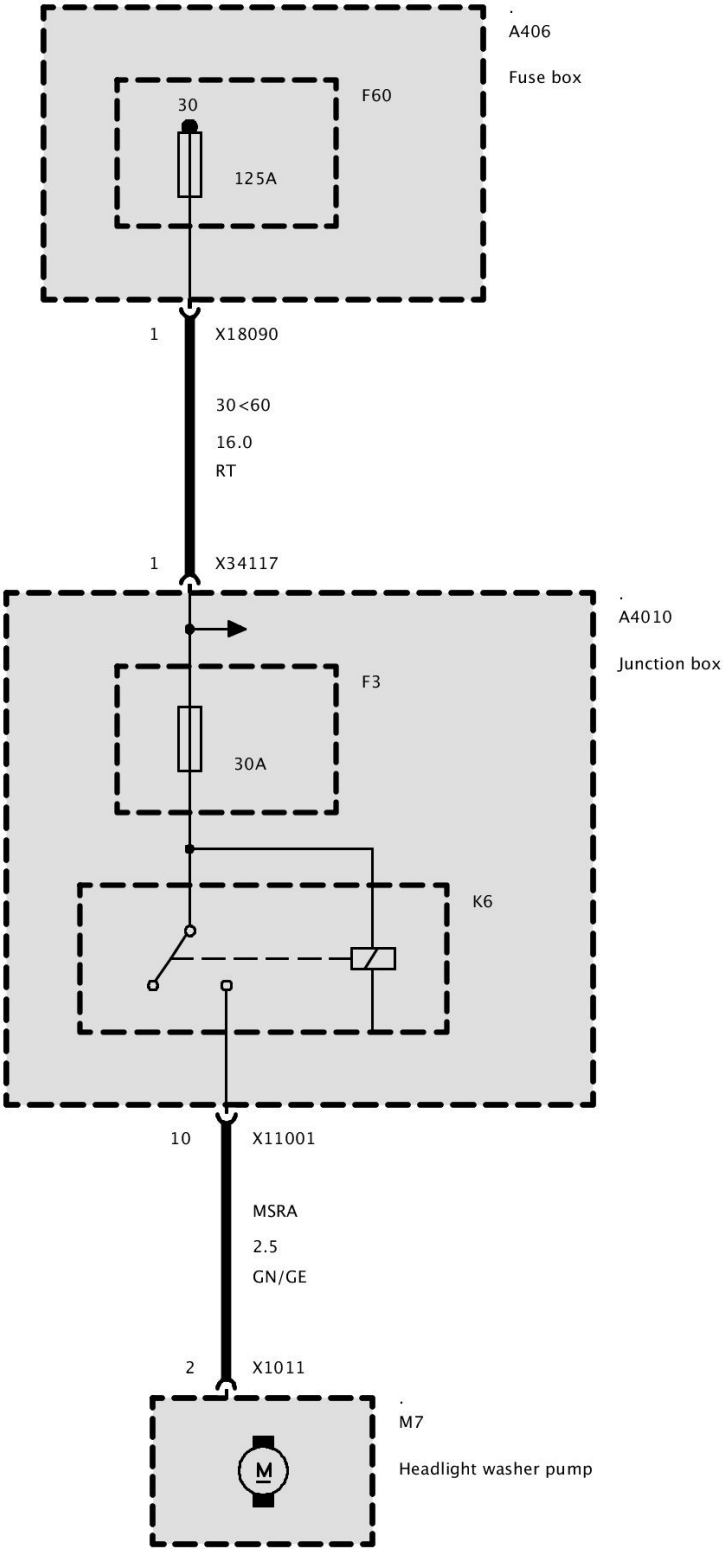 .
A406
Fuse box
F60
30
125A
1 X18090
30<60
16.0
RT
1 X34117
.
A4010
Junction box
F3
30A
K6
10 X11001
MSRA
2.5
GN/GE
2 X1011
.
M7
Headlight washer pump
M